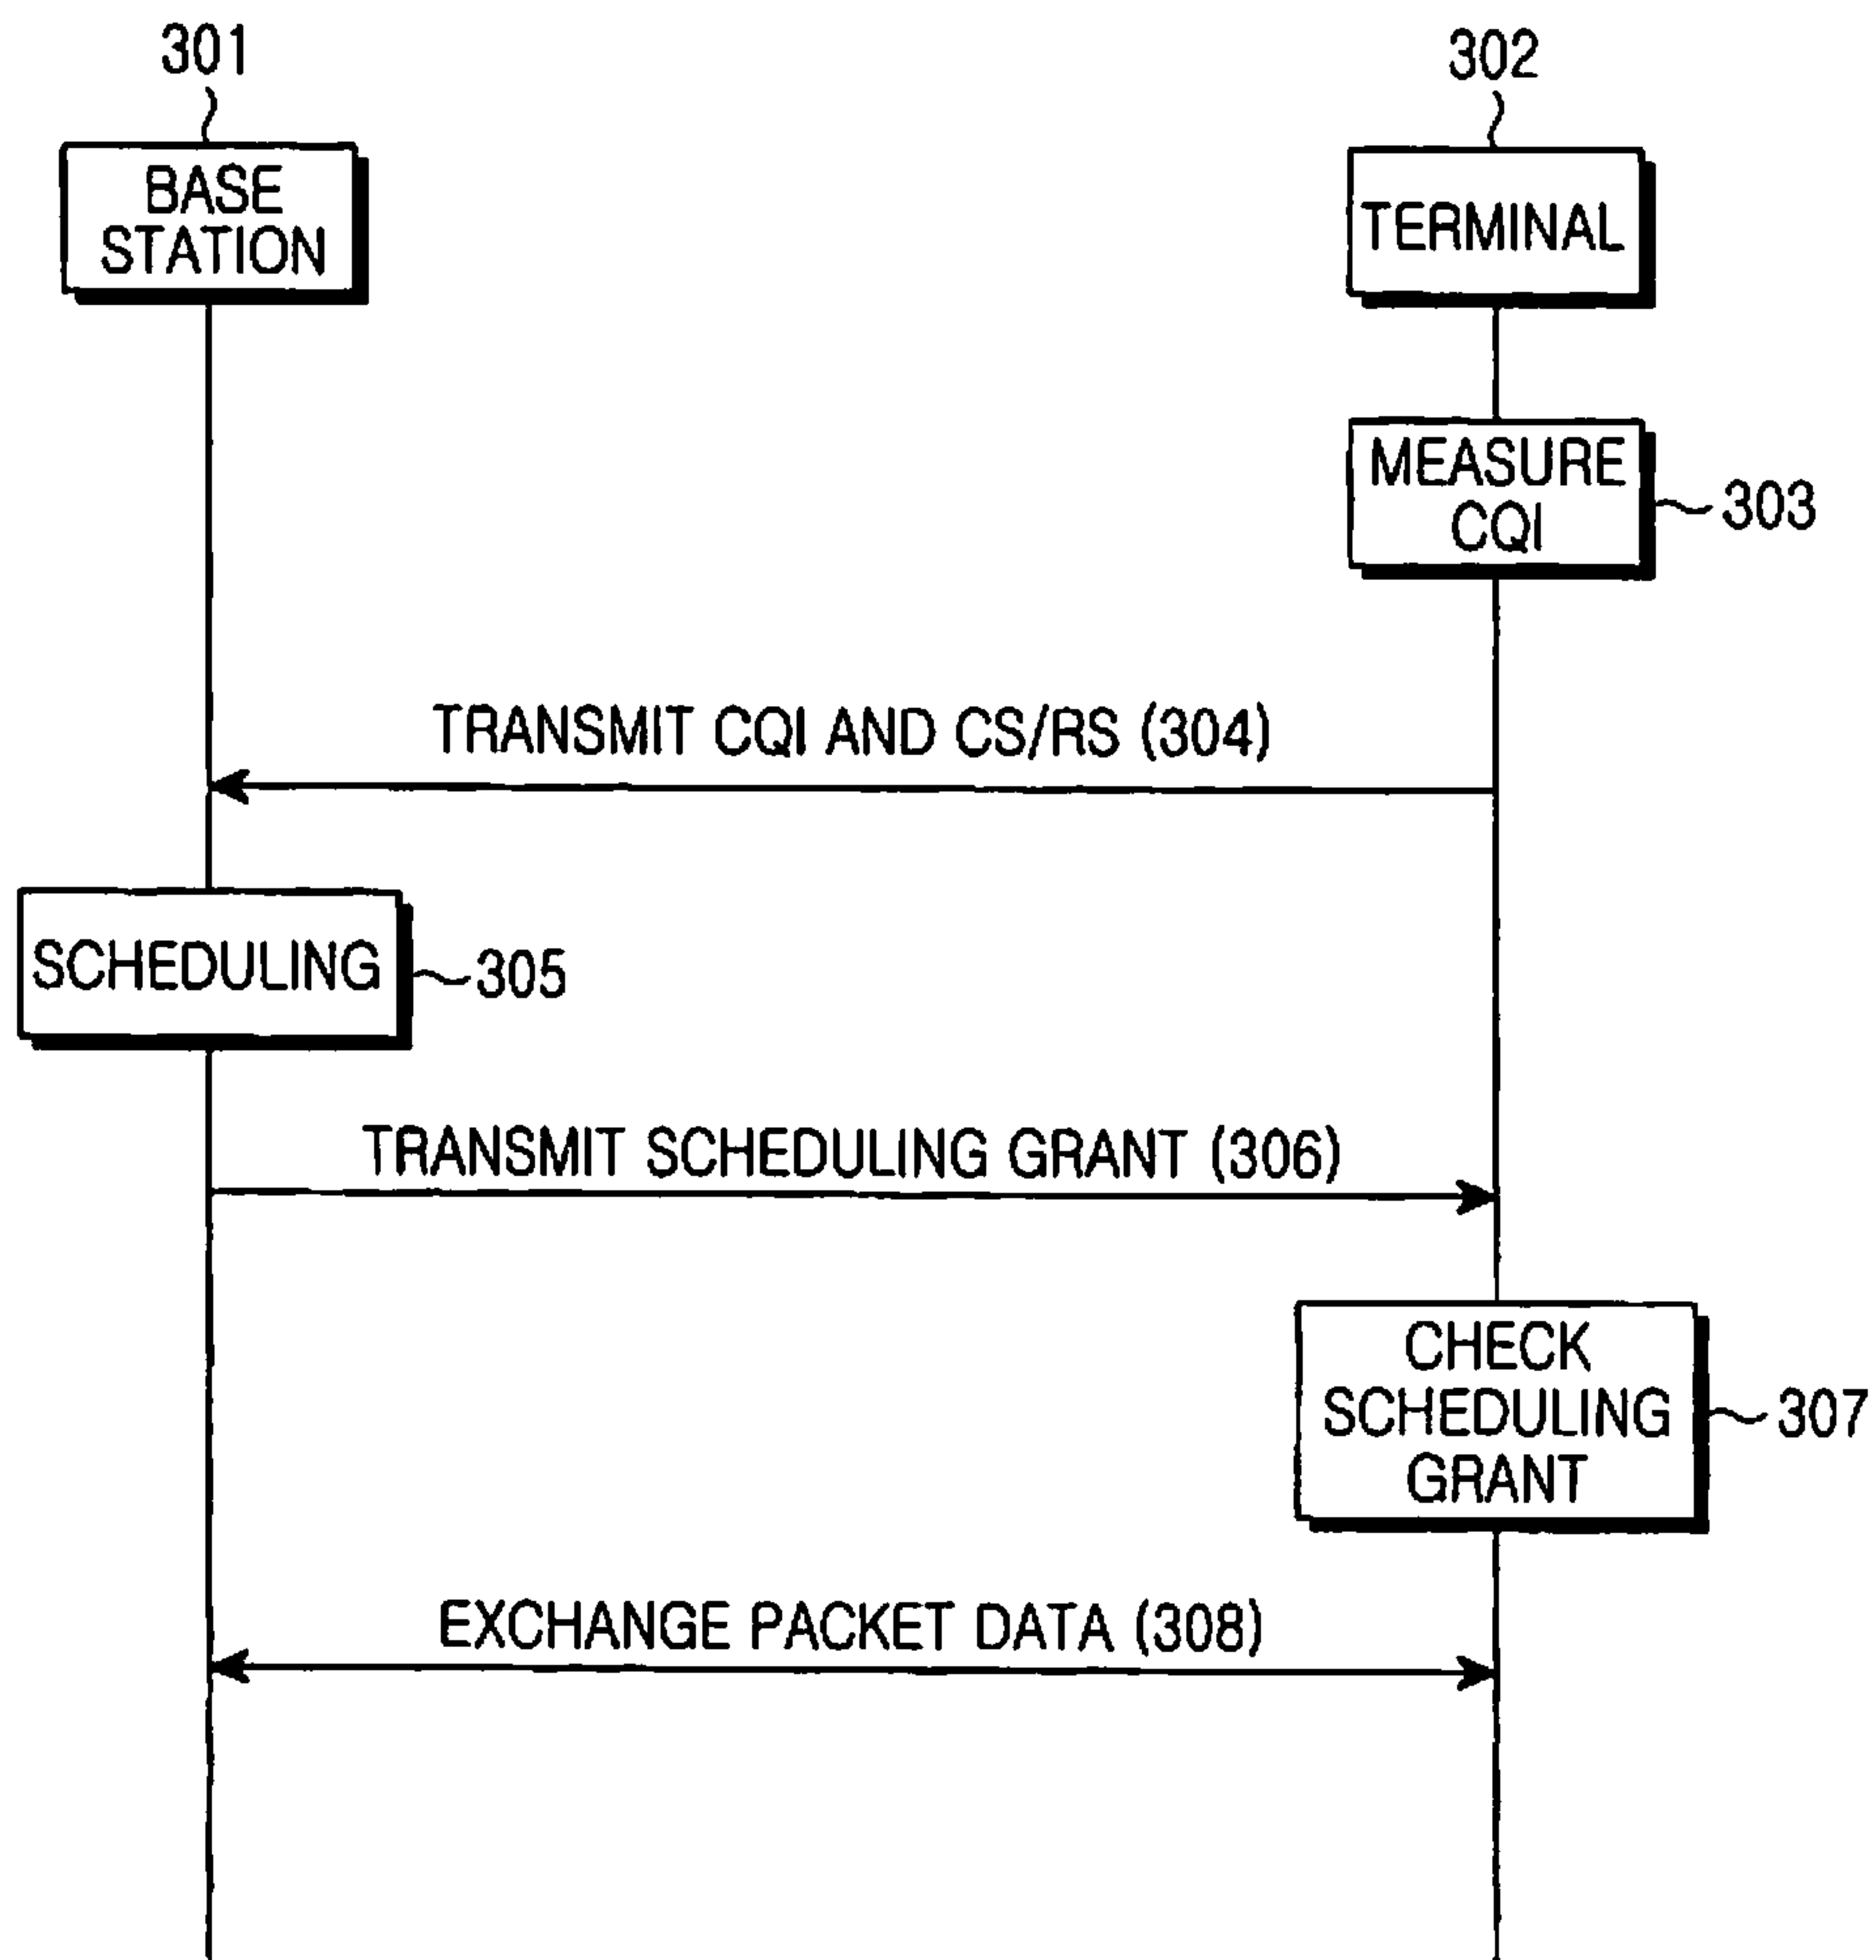 301
302
BASE
STATION
TERMINAL
MEASURE
CQI
303
TRANSMIT CQI AND CS/RS (304)
SCHEDULING
305
TRANSMIT SCHEDULING GRANT (306)
CHECK
SCHEDULING
GRANT
307
EXCHANGE PACKET DATA (308)